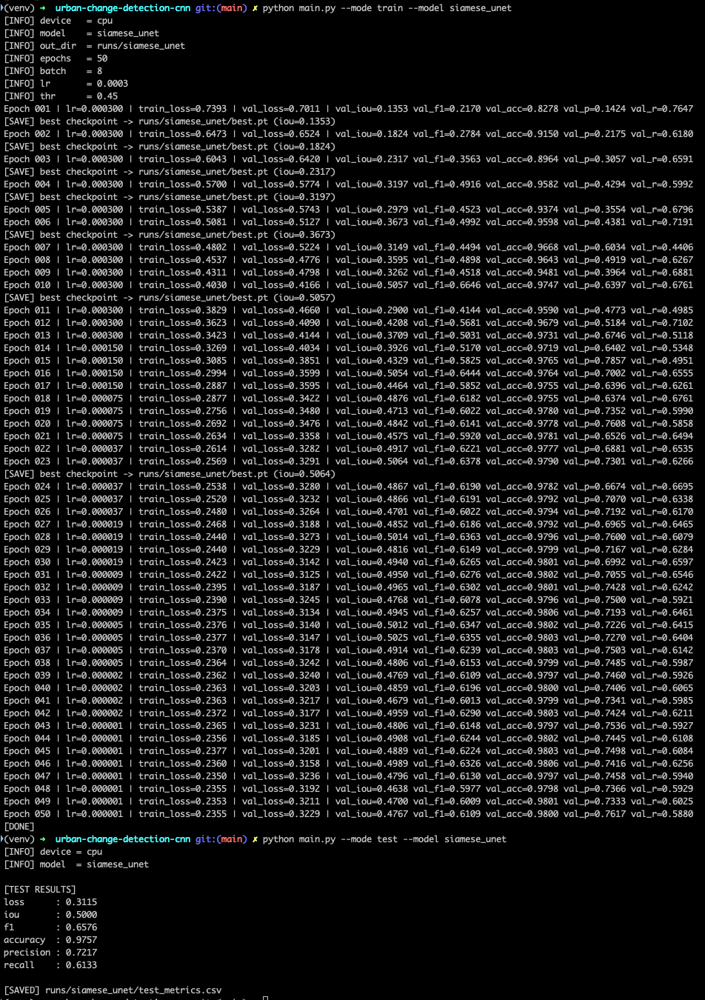 (venv) ➜  urban-change-detection-cnn git:(main) ✗ python main.py --mode train --model siamese_unet
[INFO] device   = cpu
[INFO] model    = siamese_unet
[INFO] out_dir  = runs/siamese_unet
[INFO] epochs   = 50
[INFO] batch    = 8
[INFO] lr       = 0.0003
[INFO] thr      = 0.45
Epoch 001 | lr=0.000300 | train_loss=0.7393 | val_loss=0.7011 | val_iou=0.1353 val_f1=0.2170 val_acc=0.8278 val_p=0.1424 val_r=0.7647
[SAVE] best checkpoint -> runs/siamese_unet/best.pt (iou=0.1353)
Epoch 002 | lr=0.000300 | train_loss=0.6473 | val_loss=0.6524 | val_iou=0.1824 val_f1=0.2784 val_acc=0.9150 val_p=0.2175 val_r=0.6180
[SAVE] best checkpoint -> runs/siamese_unet/best.pt (iou=0.1824)
Epoch 003 | lr=0.000300 | train_loss=0.6043 | val_loss=0.6420 | val_iou=0.2317 val_f1=0.3563 val_acc=0.8964 val_p=0.3057 val_r=0.6591
[SAVE] best checkpoint -> runs/siamese_unet/best.pt (iou=0.2317)
Epoch 004 | lr=0.000300 | train_loss=0.5700 | val_loss=0.5774 | val_iou=0.3197 val_f1=0.4916 val_acc=0.9582 val_p=0.4294 val_r=0.5992
[SAVE] best checkpoint -> runs/siamese_unet/best.pt (iou=0.3197)
Epoch 005 | lr=0.000300 | train_loss=0.5387 | val_loss=0.5743 | val_iou=0.2979 val_f1=0.4523 val_acc=0.9374 val_p=0.3554 val_r=0.6796
Epoch 006 | lr=0.000300 | train_loss=0.5081 | val_loss=0.5127 | val_iou=0.3673 val_f1=0.4992 val_acc=0.9598 val_p=0.4381 val_r=0.7191
[SAVE] best checkpoint -> runs/siamese_unet/best.pt (iou=0.3673)
Epoch 007 | lr=0.000300 | train_loss=0.4802 | val_loss=0.5224 | val_iou=0.3149 val_f1=0.4494 val_acc=0.9668 val_p=0.6034 val_r=0.4406
Epoch 008 | lr=0.000300 | train_loss=0.4537 | val_loss=0.4776 | val_iou=0.3595 val_f1=0.4898 val_acc=0.9643 val_p=0.4919 val_r=0.6267
Epoch 009 | lr=0.000300 | train_loss=0.4311 | val_loss=0.4798 | val_iou=0.3262 val_f1=0.4518 val_acc=0.9481 val_p=0.3964 val_r=0.6881
Epoch 010 | lr=0.000300 | train_loss=0.4030 | val_loss=0.4166 | val_iou=0.5057 val_f1=0.6646 val_acc=0.9747 val_p=0.6397 val_r=0.6761
[SAVE] best checkpoint -> runs/siamese_unet/best.pt (iou=0.5057)
Epoch 011 | lr=0.000300 | train_loss=0.3829 | val_loss=0.4660 | val_iou=0.2900 val_f1=0.4144 val_acc=0.9590 val_p=0.4773 val_r=0.4985
Epoch 012 | lr=0.000300 | train_loss=0.3623 | val_loss=0.4090 | val_iou=0.4208 val_f1=0.5681 val_acc=0.9679 val_p=0.5184 val_r=0.7102
Epoch 013 | lr=0.000300 | train_loss=0.3423 | val_loss=0.4144 | val_iou=0.3709 val_f1=0.5031 val_acc=0.9731 val_p=0.6746 val_r=0.5118
Epoch 014 | lr=0.000150 | train_loss=0.3269 | val_loss=0.4034 | val_iou=0.3926 val_f1=0.5170 val_acc=0.9719 val_p=0.6402 val_r=0.5348
Epoch 015 | lr=0.000150 | train_loss=0.3085 | val_loss=0.3851 | val_iou=0.4329 val_f1=0.5825 val_acc=0.9765 val_p=0.7857 val_r=0.4951
Epoch 016 | lr=0.000150 | train_loss=0.2994 | val_loss=0.3599 | val_iou=0.5054 val_f1=0.6444 val_acc=0.9764 val_p=0.7002 val_r=0.6555
Epoch 017 | lr=0.000150 | train_loss=0.2887 | val_loss=0.3595 | val_iou=0.4464 val_f1=0.5852 val_acc=0.9755 val_p=0.6396 val_r=0.6261
Epoch 018 | lr=0.000075 | train_loss=0.2877 | val_loss=0.3422 | val_iou=0.4876 val_f1=0.6182 val_acc=0.9755 val_p=0.6374 val_r=0.6761
Epoch 019 | lr=0.000075 | train_loss=0.2756 | val_loss=0.3480 | val_iou=0.4713 val_f1=0.6022 val_acc=0.9780 val_p=0.7352 val_r=0.5990
Epoch 020 | lr=0.000075 | train_loss=0.2692 | val_loss=0.3476 | val_iou=0.4842 val_f1=0.6141 val_acc=0.9778 val_p=0.7608 val_r=0.5858
Epoch 021 | lr=0.000075 | train_loss=0.2634 | val_loss=0.3358 | val_iou=0.4575 val_f1=0.5920 val_acc=0.9781 val_p=0.6526 val_r=0.6494
Epoch 022 | lr=0.000037 | train_loss=0.2614 | val_loss=0.3282 | val_iou=0.4917 val_f1=0.6221 val_acc=0.9777 val_p=0.6881 val_r=0.6535
Epoch 023 | lr=0.000037 | train_loss=0.2569 | val_loss=0.3291 | val_iou=0.5064 val_f1=0.6378 val_acc=0.9790 val_p=0.7301 val_r=0.6266
[SAVE] best checkpoint -> runs/siamese_unet/best.pt (iou=0.5064)
Epoch 024 | lr=0.000037 | train_loss=0.2538 | val_loss=0.3280 | val_iou=0.4867 val_f1=0.6190 val_acc=0.9782 val_p=0.6674 val_r=0.6695
Epoch 025 | lr=0.000037 | train_loss=0.2520 | val_loss=0.3232 | val_iou=0.4866 val_f1=0.6191 val_acc=0.9792 val_p=0.7070 val_r=0.6338
Epoch 026 | lr=0.000037 | train_loss=0.2480 | val_loss=0.3264 | val_iou=0.4701 val_f1=0.6022 val_acc=0.9794 val_p=0.7192 val_r=0.6170
Epoch 027 | lr=0.000019 | train_loss=0.2468 | val_loss=0.3188 | val_iou=0.4852 val_f1=0.6186 val_acc=0.9792 val_p=0.6965 val_r=0.6465
Epoch 028 | lr=0.000019 | train_loss=0.2440 | val_loss=0.3273 | val_iou=0.5014 val_f1=0.6363 val_acc=0.9796 val_p=0.7600 val_r=0.6079
Epoch 029 | lr=0.000019 | train_loss=0.2440 | val_loss=0.3229 | val_iou=0.4816 val_f1=0.6149 val_acc=0.9799 val_p=0.7167 val_r=0.6284
Epoch 030 | lr=0.000019 | train_loss=0.2423 | val_loss=0.3142 | val_iou=0.4940 val_f1=0.6265 val_acc=0.9801 val_p=0.6992 val_r=0.6597
Epoch 031 | lr=0.000009 | train_loss=0.2422 | val_loss=0.3125 | val_iou=0.4950 val_f1=0.6276 val_acc=0.9802 val_p=0.7055 val_r=0.6546
Epoch 032 | lr=0.000009 | train_loss=0.2395 | val_loss=0.3187 | val_iou=0.4965 val_f1=0.6302 val_acc=0.9801 val_p=0.7428 val_r=0.6242
Epoch 033 | lr=0.000009 | train_loss=0.2390 | val_loss=0.3245 | val_iou=0.4768 val_f1=0.6078 val_acc=0.9796 val_p=0.7500 val_r=0.5921
Epoch 034 | lr=0.000009 | train_loss=0.2375 | val_loss=0.3134 | val_iou=0.4945 val_f1=0.6257 val_acc=0.9806 val_p=0.7193 val_r=0.6461
Epoch 035 | lr=0.000005 | train_loss=0.2376 | val_loss=0.3140 | val_iou=0.5012 val_f1=0.6347 val_acc=0.9802 val_p=0.7226 val_r=0.6415
Epoch 036 | lr=0.000005 | train_loss=0.2377 | val_loss=0.3147 | val_iou=0.5025 val_f1=0.6355 val_acc=0.9803 val_p=0.7270 val_r=0.6404
Epoch 037 | lr=0.000005 | train_loss=0.2370 | val_loss=0.3178 | val_iou=0.4914 val_f1=0.6239 val_acc=0.9803 val_p=0.7503 val_r=0.6142
Epoch 038 | lr=0.000005 | train_loss=0.2364 | val_loss=0.3242 | val_iou=0.4806 val_f1=0.6153 val_acc=0.9799 val_p=0.7485 val_r=0.5987
Epoch 039 | lr=0.000002 | train_loss=0.2362 | val_loss=0.3240 | val_iou=0.4769 val_f1=0.6109 val_acc=0.9797 val_p=0.7460 val_r=0.5926
Epoch 040 | lr=0.000002 | train_loss=0.2363 | val_loss=0.3203 | val_iou=0.4859 val_f1=0.6196 val_acc=0.9800 val_p=0.7406 val_r=0.6065
Epoch 041 | lr=0.000002 | train_loss=0.2363 | val_loss=0.3217 | val_iou=0.4679 val_f1=0.6013 val_acc=0.9799 val_p=0.7341 val_r=0.5985
Epoch 042 | lr=0.000002 | train_loss=0.2372 | val_loss=0.3177 | val_iou=0.4959 val_f1=0.6290 val_acc=0.9803 val_p=0.7424 val_r=0.6211
Epoch 043 | lr=0.000001 | train_loss=0.2365 | val_loss=0.3231 | val_iou=0.4806 val_f1=0.6148 val_acc=0.9797 val_p=0.7536 val_r=0.5927
Epoch 044 | lr=0.000001 | train_loss=0.2356 | val_loss=0.3185 | val_iou=0.4908 val_f1=0.6244 val_acc=0.9802 val_p=0.7445 val_r=0.6108
Epoch 045 | lr=0.000001 | train_loss=0.2377 | val_loss=0.3201 | val_iou=0.4889 val_f1=0.6224 val_acc=0.9803 val_p=0.7498 val_r=0.6084
Epoch 046 | lr=0.000001 | train_loss=0.2360 | val_loss=0.3158 | val_iou=0.4989 val_f1=0.6326 val_acc=0.9806 val_p=0.7416 val_r=0.6256
Epoch 047 | lr=0.000001 | train_loss=0.2350 | val_loss=0.3236 | val_iou=0.4796 val_f1=0.6130 val_acc=0.9797 val_p=0.7458 val_r=0.5940
Epoch 048 | lr=0.000001 | train_loss=0.2355 | val_loss=0.3192 | val_iou=0.4638 val_f1=0.5977 val_acc=0.9798 val_p=0.7366 val_r=0.5929
Epoch 049 | lr=0.000001 | train_loss=0.2353 | val_loss=0.3211 | val_iou=0.4700 val_f1=0.6009 val_acc=0.9801 val_p=0.7333 val_r=0.6025
Epoch 050 | lr=0.000001 | train_loss=0.2355 | val_loss=0.3229 | val_iou=0.4767 val_f1=0.6109 val_acc=0.9800 val_p=0.7617 val_r=0.5880
[DONE]
(venv) ➜  urban-change-detection-cnn git:(main) ✗ python main.py --mode test --model siamese_unet
[INFO] device = cpu
[INFO] model  = siamese_unet
[TEST RESULTS]
loss      : 0.3115
iou       : 0.5000
f1        : 0.6576
accuracy  : 0.9757
precision : 0.7217
recall    : 0.6133
[SAVED] runs/siamese_unet/test_metrics.csv